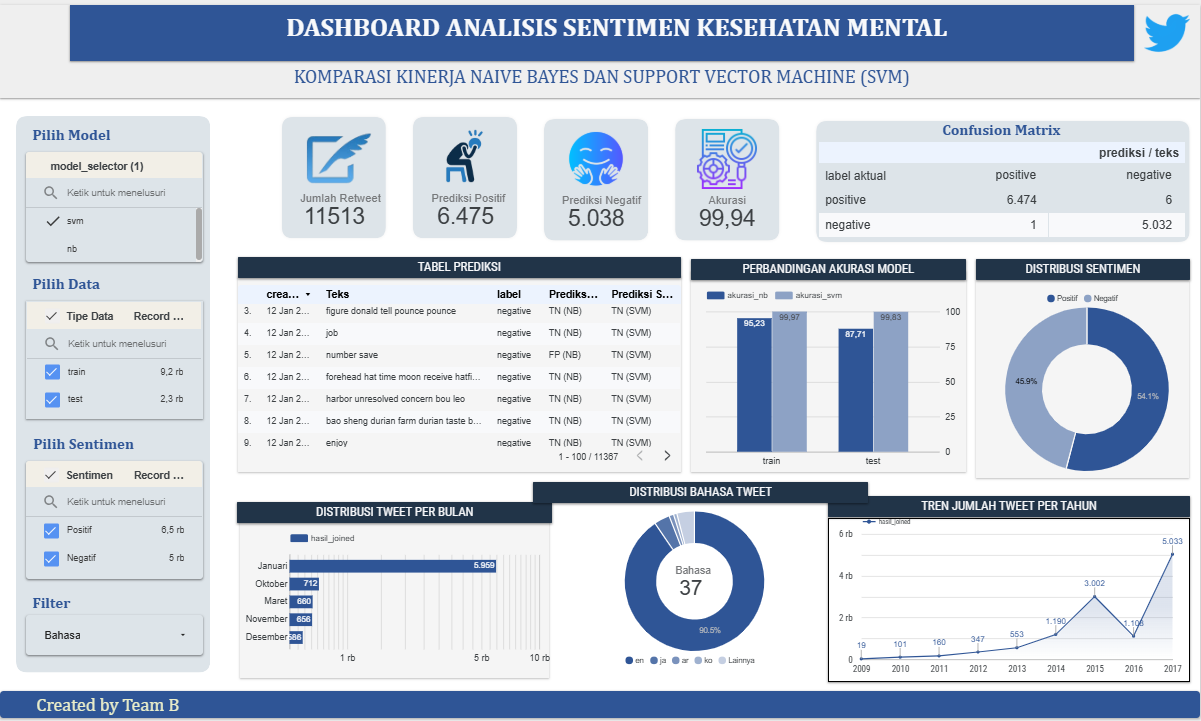 DASHBOARD ANALISIS SENTIMEN KESEHATAN MENTAL
KOMPARASI KINERJA NAIVE BAYES DAN SUPPORT VECTOR MACHINE (SVM)
Pilih Model
model_selector (1)
Ketik untuk menelusuri
svm
nb
Pilih Data
Tipe Data Record ...
Ketik untuk menelusuri
train 9,2 rb
test 2,3 rb
Pilih Sentimen
Sentimen Record ...
Ketik untuk menelusuri
Positif 6,5 rb
Negatif 5 rb
Filter
Bahasa
Jumlah Retweet
11513
Prediksi Positif
6.475
Prediksi Negatif
5.038
Akurasi
99,94
Confusion Matrix
prediksi / teks
label aktual positive negative
positive 6.474 6
negative 1 5.032
TABEL PREDIKSI
crea... Teks label Prediks... Prediksi S...
3. 12 Jan 2... figure donald tell pounce pounce negative TN (NB) TN (SVM)
4. 12 Jan 2... job negative TN (NB) TN (SVM)
5. 12 Jan 2... number save negative FP (NB) TN (SVM)
6. 12 Jan 2... forehead hat time moon receive hatfi... negative TN (NB) TN (SVM)
7. 12 Jan 2... harbor unresolved concern bou leo negative TN (NB) TN (SVM)
8. 12 Jan 2... bao sheng durian farm durian taste b... negative TN (NB) TN (SVM)
9. 12 Jan 2... enjoy negative TN (NB) TN (SVM)
1 - 100 / 11367
PERBANDINGAN AKURASI MODEL
akurasi_nb akurasi_svm
95,23 99,97 87,71 99,83
100
75
50
25
0
train test
DISTRIBUSI SENTIMEN
Positif Negatif
45.9%
54.1%
DISTRIBUSI TWEET PER BULAN
hasil_joined
Januari 5.959
Oktober 712
Maret 660
November 656
Desember 586
1 rb 5 rb 10 rb
DISTRIBUSI BAHASA TWEET
Bahasa
37
90.5%
en ja ar ko Lainnya
TREN JUMLAH TWEET PER TAHUN
hasil_joined
6 rb
4 rb
2 rb
0
19 101 160 347 553 1.190 3.002 1.108 5.033
2009 2010 2011 2012 2013 2014 2015 2016 2017
Created by Team B